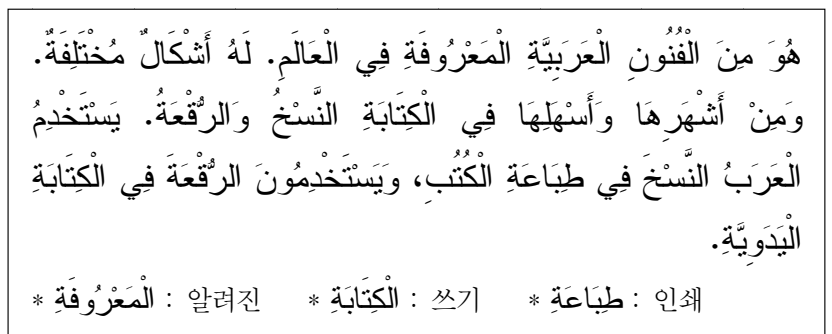 هُوَ مِنَ الْفُنُونِ الْعَرَبِيَّةِ الْمَعْرُوفَةِ فِي الْعَالَمِ. لَهُ أَشْكَالٌ مُخْتَلِفَةٌ.
وَمِنْ أَشْهَرِهَا وَأَسْهَلِهَا فِي الْكِتَابَةِ النَّسْخُ وَالرُّقْعَةُ. يَسْتَخْدِمُ
الْعَرَبُ النَّسْخَ فِي طِبَاعَةِ الْكُتُبِ، وَيَسْتَخْدِمُونَ الرُّقْعَةَ فِي الْكِتَابَةِ
الْيَدَوِيَّةِ.
* الْمَعْرُوفَةِ : 알려진 * الْكِتَابَةِ : 쓰기 * طِبَاعَةِ : 인쇄